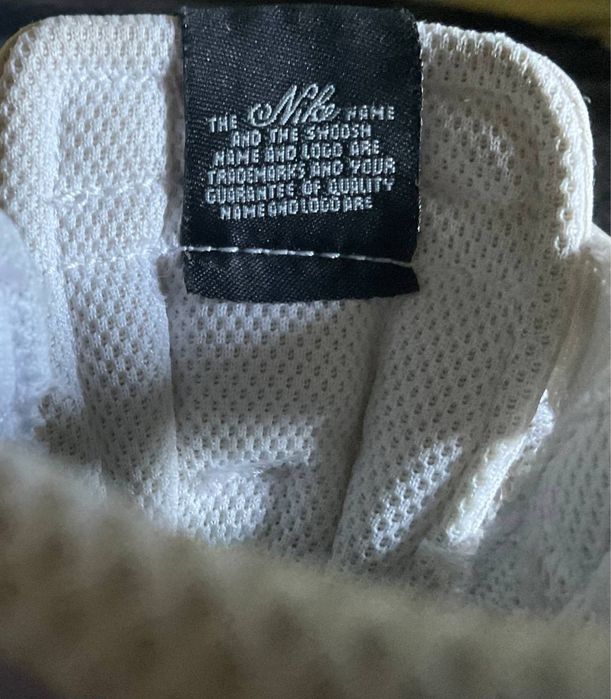 THE Nike NAME
AND THE SWOOSH
NAME AND LOGO ARE
TRADEMARKS AND YOUR
GUARANTEE OF QUALITY
NAME AND LOGO ARE